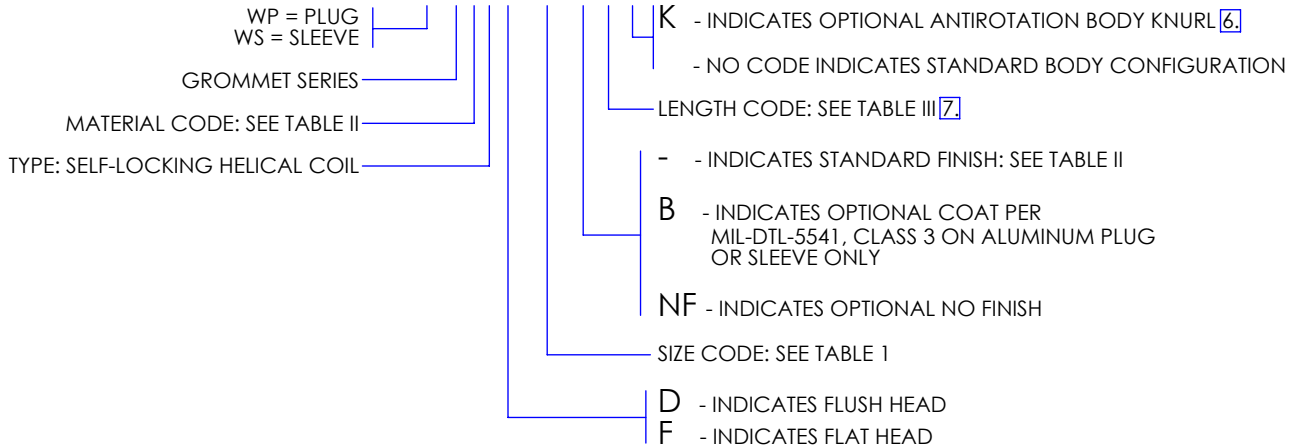 WP = PLUG
WS = SLEEVE
GROMMET SERIES
MATERIAL CODE: SEE TABLE II
TYPE: SELF-LOCKING HELICAL COIL
K - INDICATES OPTIONAL ANTIROTATION BODY KNURL 6.
- NO CODE INDICATES STANDARD BODY CONFIGURATION
LENGTH CODE: SEE TABLE III 7.
- - INDICATES STANDARD FINISH: SEE TABLE II
B - INDICATES OPTIONAL COAT PER
MIL-DTL-5541, CLASS 3 ON ALUMINUM PLUG
OR SLEEVE ONLY
NF - INDICATES OPTIONAL NO FINISH
SIZE CODE: SEE TABLE 1
D - INDICATES FLUSH HEAD
F - INDICATES FLAT HEAD